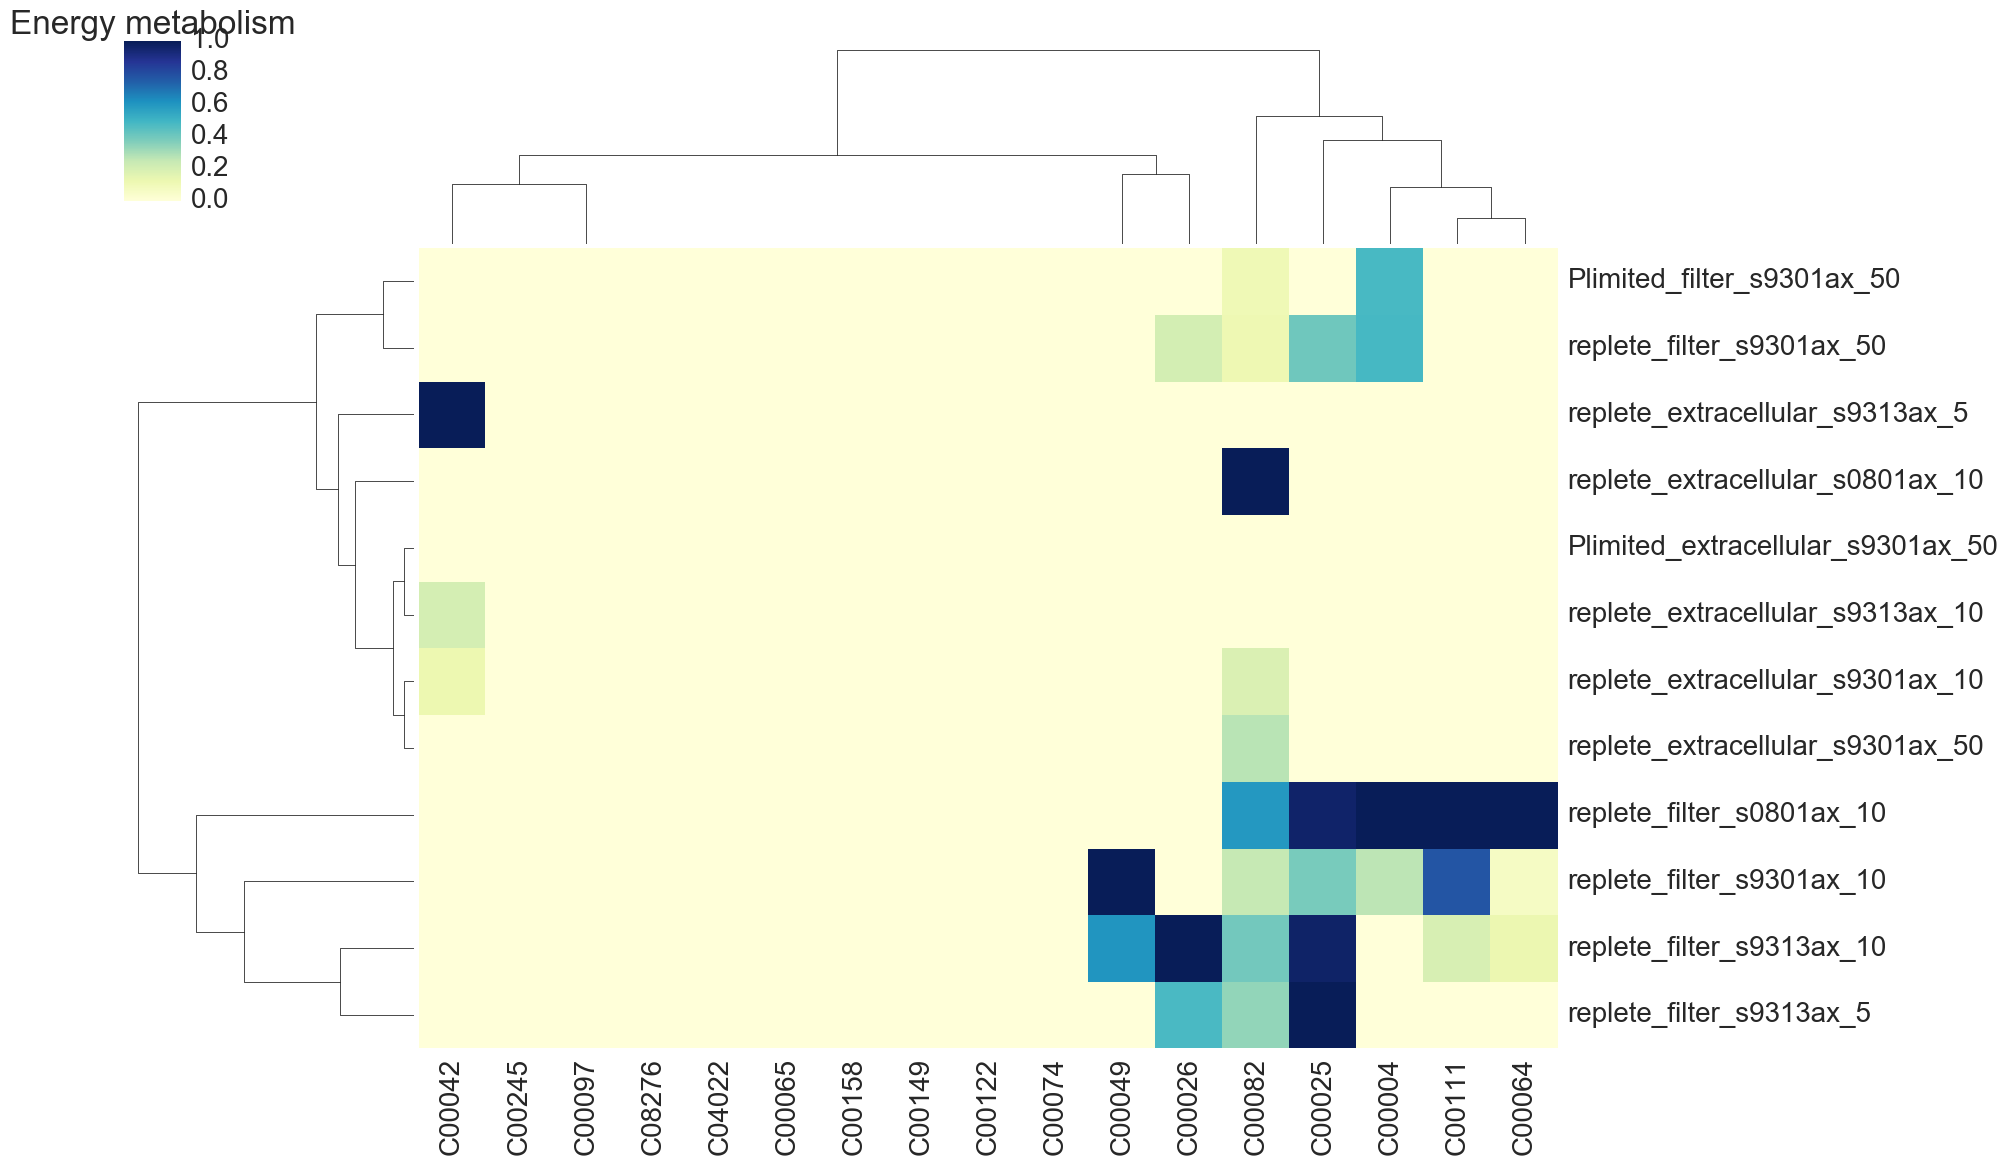 Energy metabolism
1.0
0.8
0.6
0.4
0.2
0.0
Plimited_filter_s9301ax_50
replete_filter_s9301ax_50
replete_extracellular_s9313ax_5
replete_extracellular_s0801ax_10
Plimited_extracellular_s9301ax_50
replete_extracellular_s9313ax_10
replete_extracellular_s9301ax_10
replete_extracellular_s9301ax_50
replete_filter_s0801ax_10
replete_filter_s9301ax_10
replete_filter_s9313ax_10
replete_filter_s9313ax_5
C00042
C00245
C00097
C08276
C04022
C00065
C00158
C00149
C00122
C00074
C00049
C00026
C00082
C00025
C00004
C00111
C00064